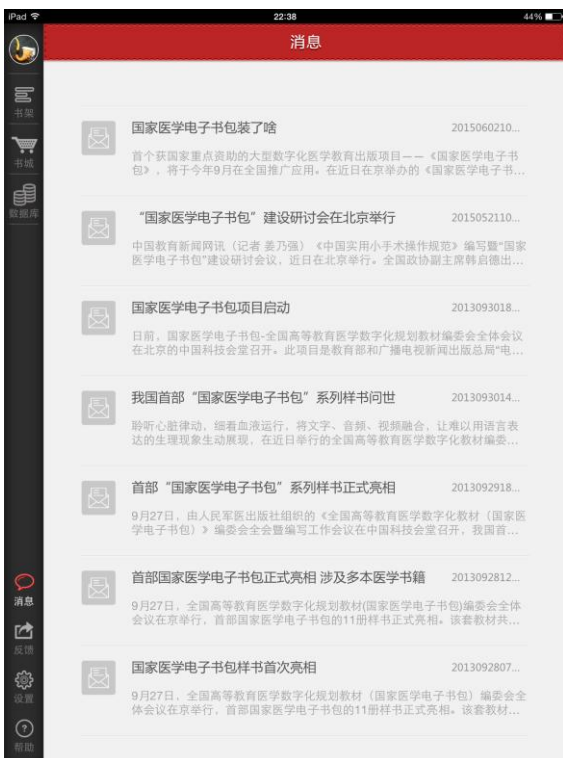 iPad
22:38
44%
消息
书架
书城
数据库
国家医学电子书包装了啥
2015060210...
首个获国家重点资助的大型数字化医学教育出版项目——《国家医学电子书
包》，将于今年9月在全国推广应用。在近日在京举办的《国家医学电子书...
“国家医学电子书包”建设研讨会在北京举行
2015052110...
中国教育新闻网讯（记者 姜乃强）《中国实用小手术操作规范》编写暨“国家
医学电子书包”建设研讨会议，近日在北京举行。全国政协副主席韩启德出...
国家医学电子书包项目启动
2013093018...
日前，国家医学电子书包-全国高等教育医学数字化规划教材编委会全体会议
在北京的中国科技会堂召开。此项目是教育部和广播电视新闻出版总局“电...
我国首部“国家医学电子书包”系列样书问世
2013093014...
聆听心脏律动，细看血液运行，将文字、音频、视频融合，让难以用语言表
达的生理现象生动展现，在近日举行的全国高等教育医学数字化教材编委...
首部“国家医学电子书包”系列样书正式亮相
2013092918...
9月27日，由人民军医出版社组织的《全国高等教育医学数字化教材（国家医
学电子书包）》编委会全会暨编写工作会议在中国科技会堂召开，我国首...
首部国家医学电子书包正式亮相 涉及多本医学书籍
2013092812...
9月27日，全国高等教育医学数字化规划教材(国家医学电子书包)编委会全体
会议在京举行，首部国家医学电子书包的11册样书正式亮相。该套教材共...
国家医学电子书包样书首次亮相
2013092807...
9月27日，全国高等教育医学数字化规划教材（国家医学电子书包）编委会全
体会议在京举行，首部国家医学电子书包的11册样书正式亮相。该套教材...
消息
反馈
设置
帮助